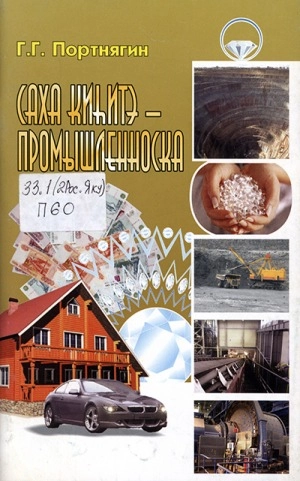 Г.Г. Портнягин
САХА КИҺИТЭ –
ПРОМЫШЛЕННОСКА
33.1(2Рос.Яку)
П60